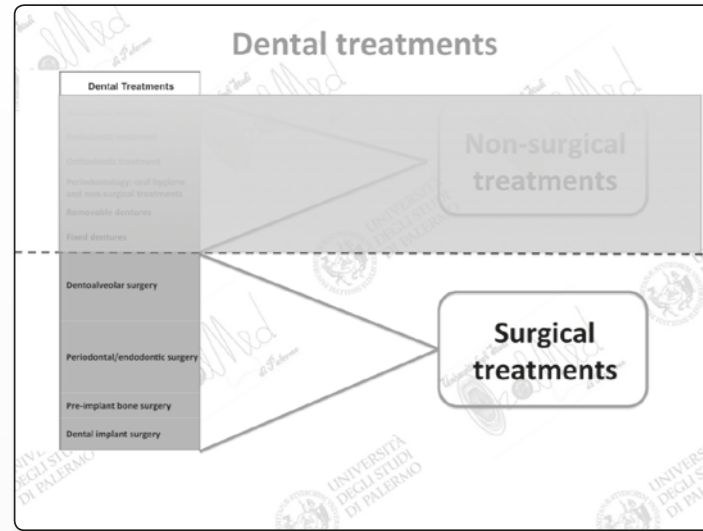 Dental treatments
Dental Treatments
Endodontic treatment
Orthodontic treatment
Periodontology: oral hygiene
and non-surgical treatments
Removable dentures
Fixed dentures
Non-surgical
treatments
Dentoalveolar surgery
Periodontal/endodontic surgery
Pre-implant bone surgery
Dental implant surgery
Surgical
treatments
UNIVERSITÀ
DEGLI STUDI
DI PALERMO